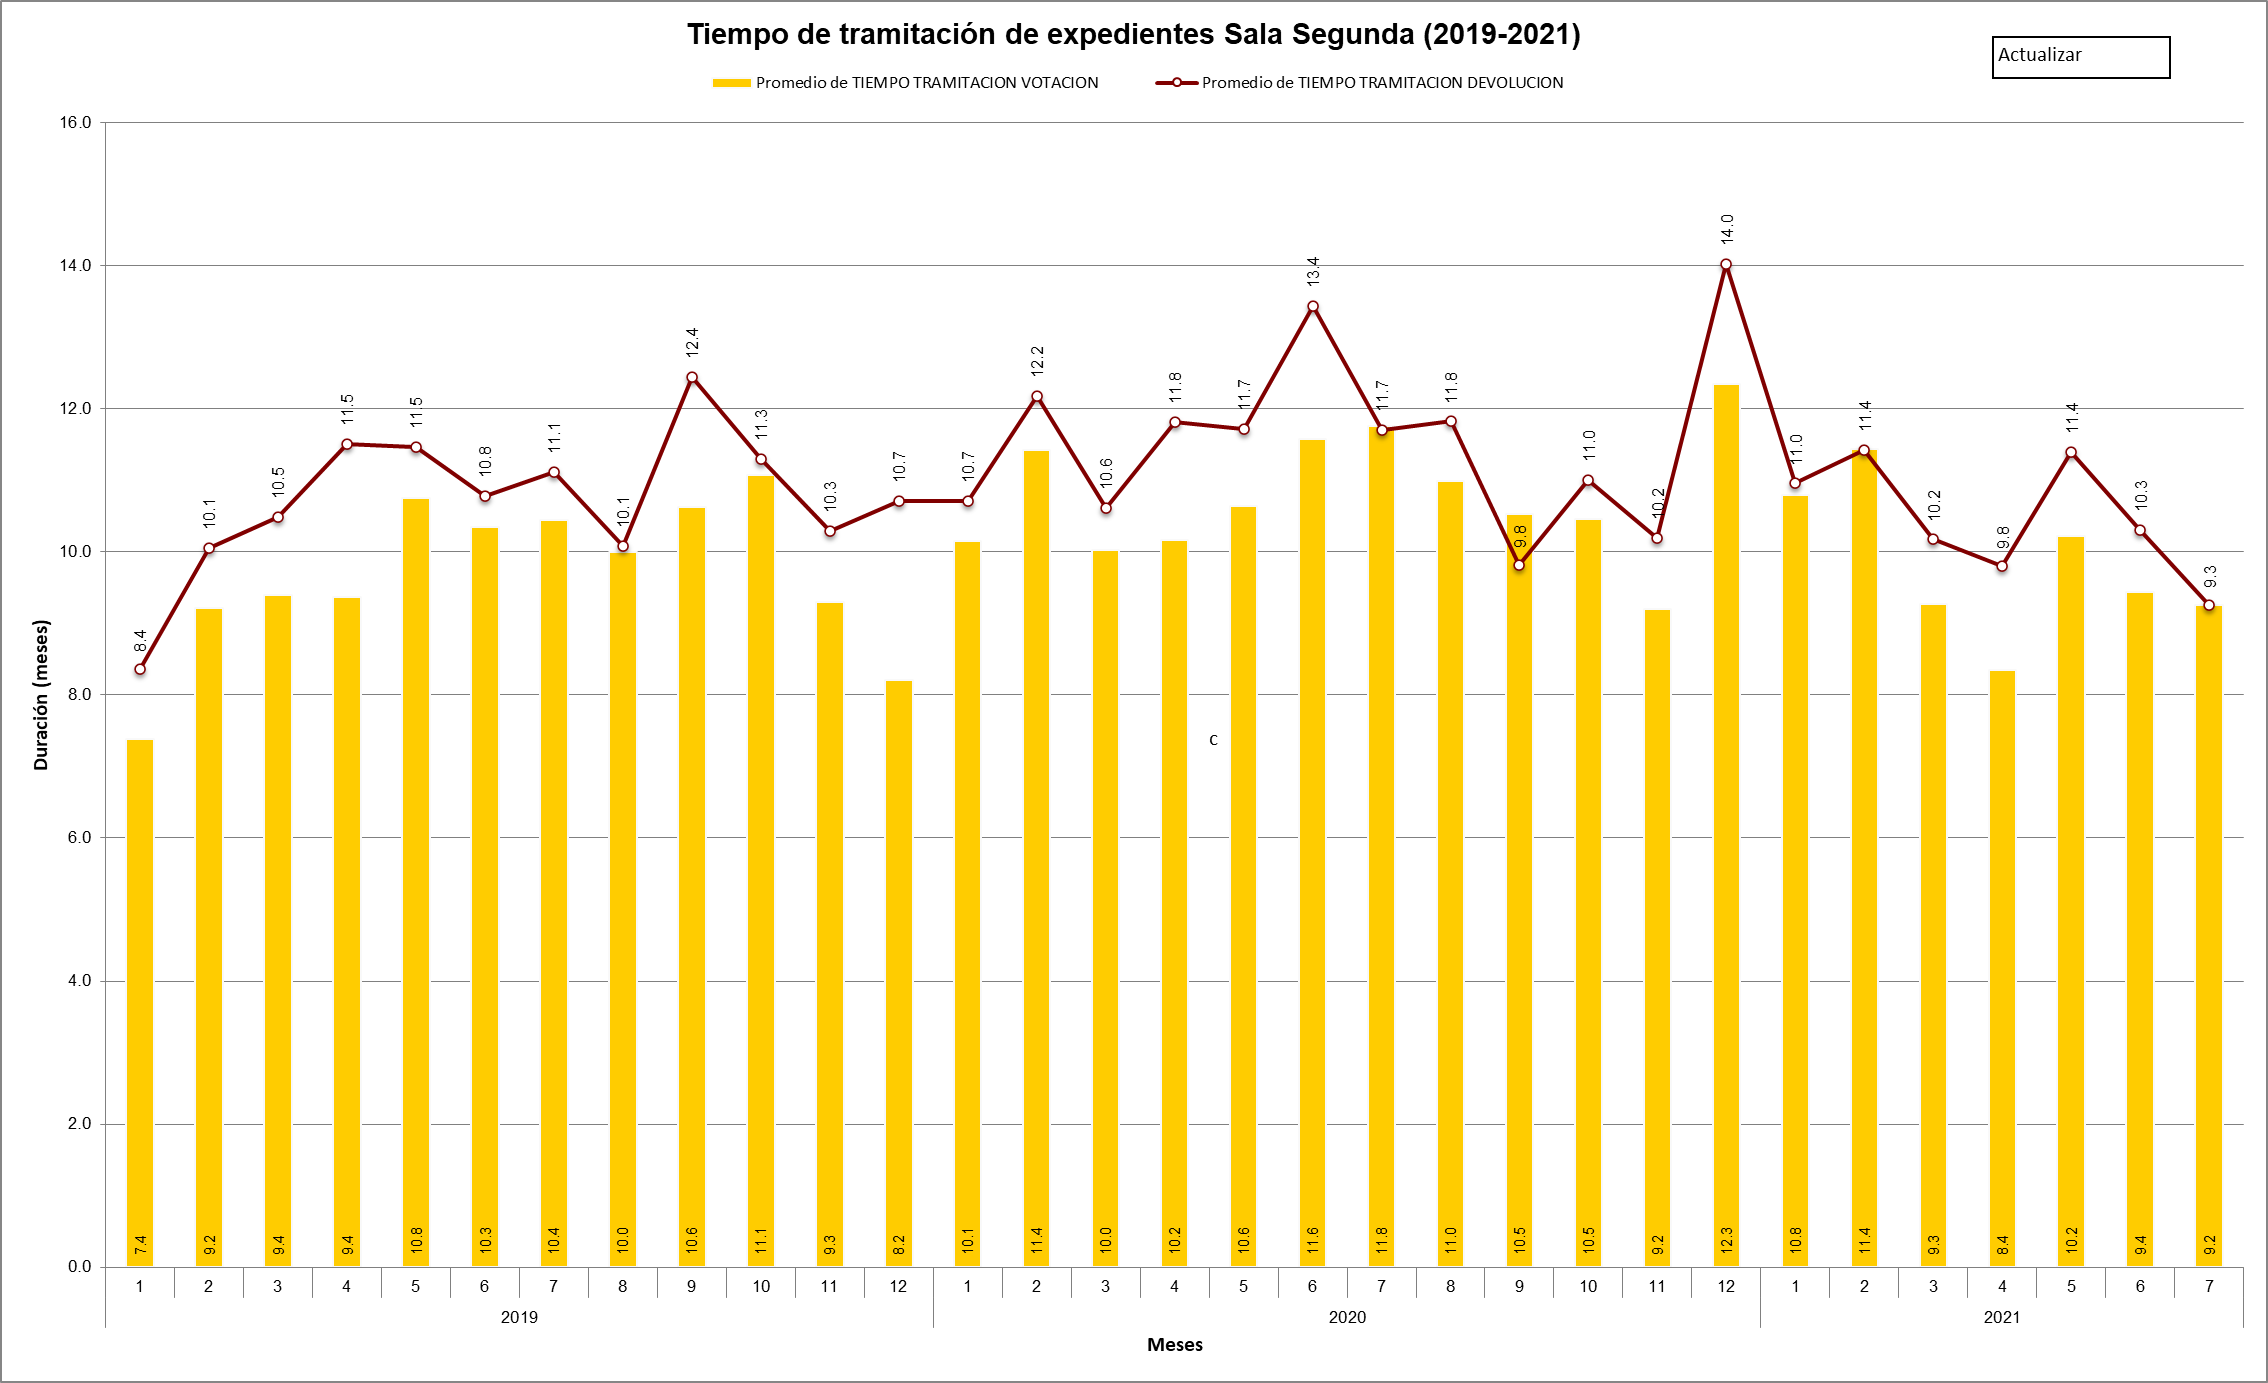 Tiempo de tramitación de expedientes Sala Segunda (2019-2021)
Actualizar
Promedio de TIEMPO TRAMITACION VOTACION Promedio de TIEMPO TRAMITACION DEVOLUCION
16.0
14.0
12.0
10.0
8.0
6.0
4.0
2.0
0.0
Duración (meses)
8.4 10.1 10.5 11.5 11.5 10.8 11.1 10.1 12.4 11.3 10.3 10.7 10.7 12.2 10.6 11.8 11.7 13.4 11.7 11.8 9.8 11.0 10.2 14.0 11.0 11.4 10.2 9.8 11.4 10.3 9.3
c
7.4 9.2 9.4 9.4 10.8 10.3 10.4 10.0 10.6 11.1 9.3 8.2 10.1 11.4 10.0 10.2 10.6 11.6 11.8 11.0 10.5 10.5 9.2 12.3 10.8 11.4 9.3 8.4 10.2 9.4 9.2
1 2 3 4 5 6 7 8 9 10 11 12 1 2 3 4 5 6 7 8 9 10 11 12 1 2 3 4 5 6 7
2019 2020 2021
Meses